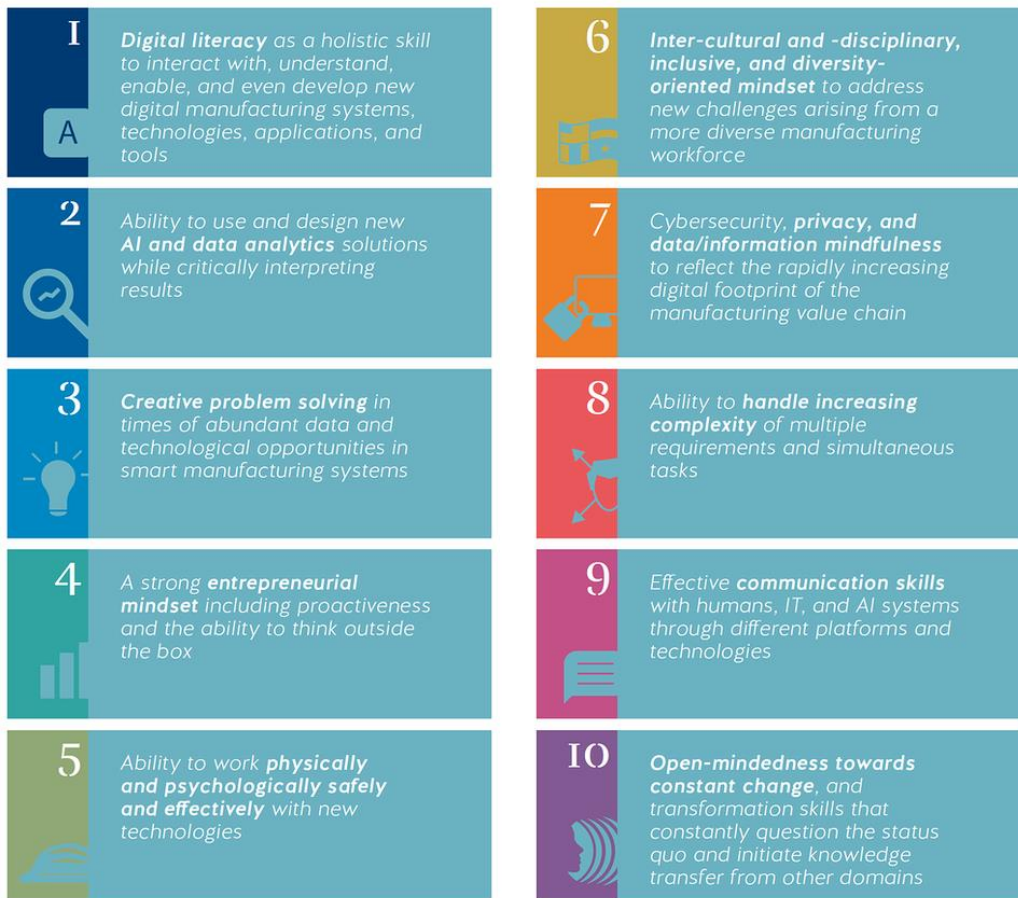 1
Digital literacy as a holistic skill
to interact with, understand,
enable, and even develop new
digital manufacturing systems,
technologies, applications, and
tools
A
2
Ability to use and design new
AI and data analytics solutions
while critically interpreting
results
3
Creative problem solving in
times of abundant data and
technological opportunities in
smart manufacturing systems
4
A strong entrepreneurial
mindset including proactiveness
and the ability to think outside
the box
5
Ability to work physically
and psychologically safely
and effectively with new
technologies
6
Inter-cultural and -disciplinary,
inclusive, and diversity-
oriented mindset to address
new challenges arising from a
more diverse manufacturing
workforce
7
Cybersecurity, privacy, and
data/information mindfulness
to reflect the rapidly increasing
digital footprint of the
manufacturing value chain
8
Ability to handle increasing
complexity of multiple
requirements and simultaneous
tasks
9
Effective communication skills
with humans, IT, and AI systems
through different platforms and
technologies
10
Open-mindedness towards
constant change, and
transformation skills that
constantly question the status
quo and initiate knowledge
transfer from other domains